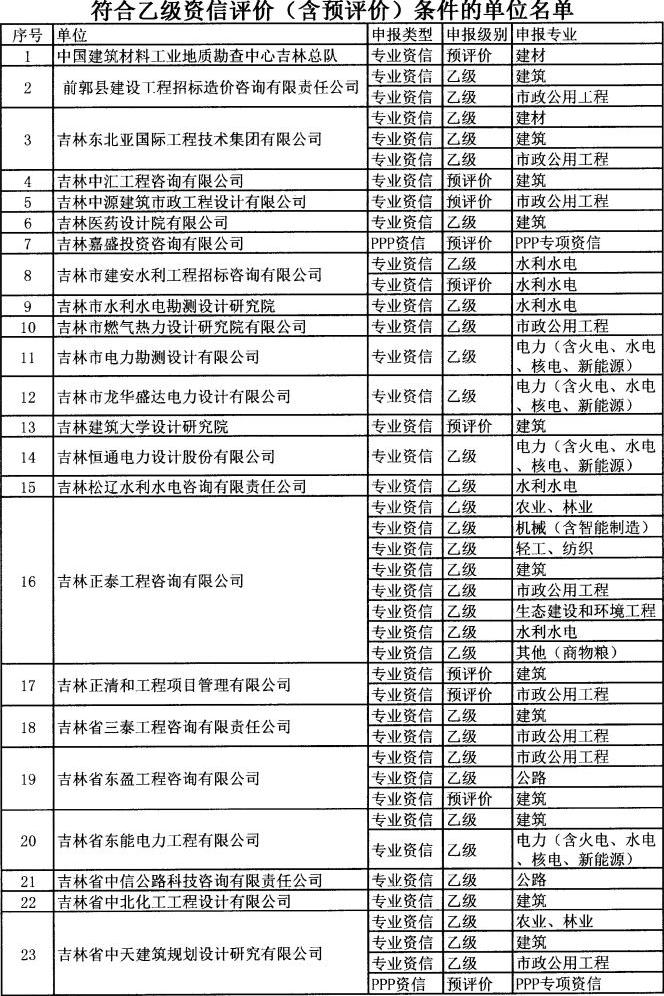 符合乙级资信评价（含预评价）条件的单位名单
序号 单位 申报类型 申报级别 申报专业
1 中国建筑材料工业地质勘查中心吉林总队 专业资信 预评价 建材
2 前郭县建设工程招标造价咨询有限责任公司 专业资信 乙级 建筑
专业资信 乙级 市政公用工程
3 吉林东北亚国际工程技术集团有限公司 专业资信 乙级 建材
专业资信 乙级 建筑
专业资信 乙级 市政公用工程
4 吉林中汇工程咨询有限公司 专业资信 预评价 建筑
5 吉林中源建筑市政工程设计有限公司 专业资信 预评价 市政公用工程
6 吉林医药设计院有限公司 专业资信 乙级 建筑
7 吉林嘉盛投资咨询有限公司 PPP资信 预评价 PPP专项资信
8 吉林市建安水利工程招标咨询有限公司 专业资信 乙级 水利水电
专业资信 预评价 水利水电
9 吉林市水利水电勘测设计研究院 专业资信 乙级 水利水电
10 吉林市燃气热力设计研究院有限公司 专业资信 乙级 市政公用工程
11 吉林市电力勘测设计有限公司 专业资信 乙级 电力（含火电、水电
、核电、新能源）
12 吉林市龙华盛达电力设计有限公司 专业资信 乙级 电力（含火电、水电
、核电、新能源）
13 吉林建筑大学设计研究院 专业资信 预评价 建筑
14 吉林恒通电力设计股份有限公司 专业资信 乙级 电力（含火电、水电
、核电、新能源）
15 吉林松辽水利水电咨询有限责任公司 专业资信 乙级 水利水电
16 吉林正泰工程咨询有限公司 专业资信 乙级 农业、林业
专业资信 乙级 机械（含智能制造）
专业资信 乙级 轻工、纺织
专业资信 乙级 建筑
专业资信 乙级 市政公用工程
专业资信 乙级 生态建设和环境工程
专业资信 乙级 水利水电
专业资信 乙级 其他（商物粮）
17 吉林正清和工程项目管理有限公司 专业资信 预评价 建筑
专业资信 预评价 市政公用工程
18 吉林省三泰工程咨询有限责任公司 专业资信 乙级 建筑
专业资信 乙级 市政公用工程
19 吉林省东盈工程咨询有限公司 专业资信 乙级 市政公用工程
专业资信 乙级 公路
专业资信 预评价 建筑
20 吉林省东能电力工程有限公司 专业资信 乙级 建筑
专业资信 乙级 电力（含火电、水电
、核电、新能源）
21 吉林省中信公路科技咨询有限责任公司 专业资信 乙级 公路
22 吉林省中北化工工程设计有限公司 专业资信 乙级 建筑
23 吉林省中天建筑规划设计研究有限公司 专业资信 乙级 农业、林业
专业资信 乙级 建筑
专业资信 乙级 市政公用工程
PPP资信 预评价 PPP专项资信